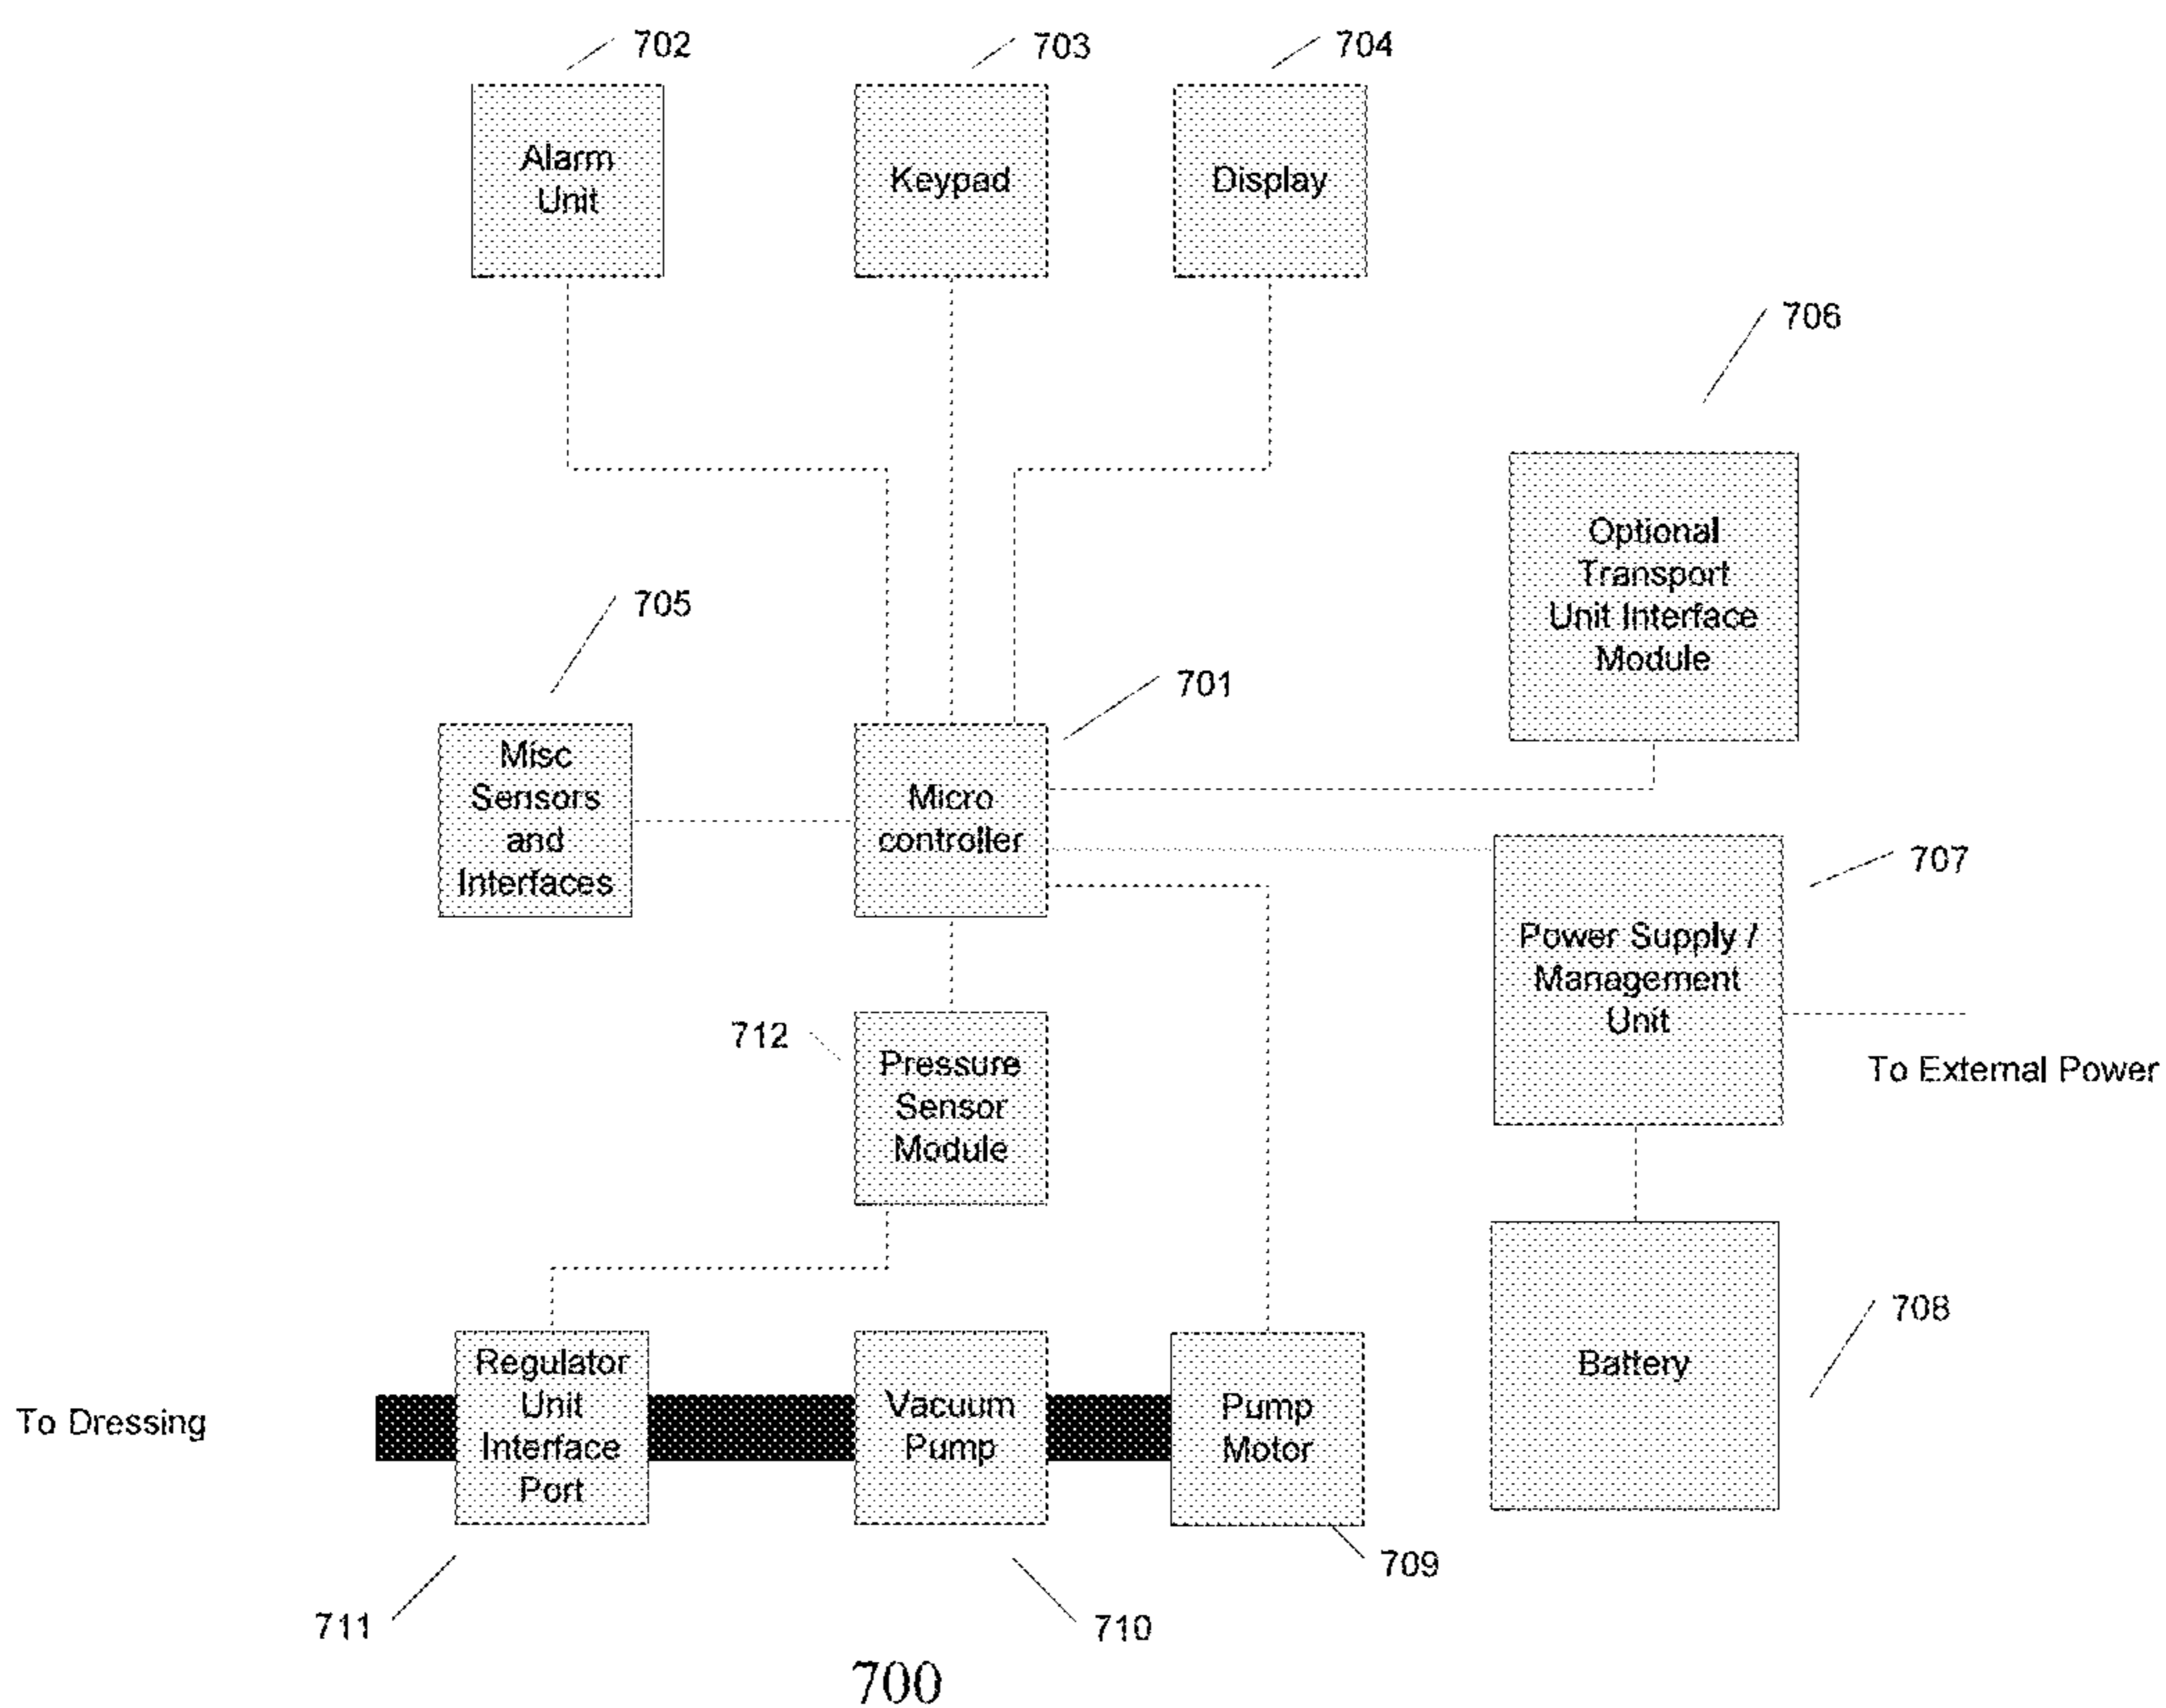 702
703
704
Alarm
Unit
Keypad
Display
706
Optional
Transport
Unit Interface
Module
705
701
Misc
Sensors
and
Interfaces
Micro
controller
707
Power Supply /
Management
Unit
To External Power
712
Pressure
Sensor
Module
708
Battery
To Dressing
Regulator
Unit
Interface
Port
Vacuum
Pump
Pump
Motor
709
711
710
700